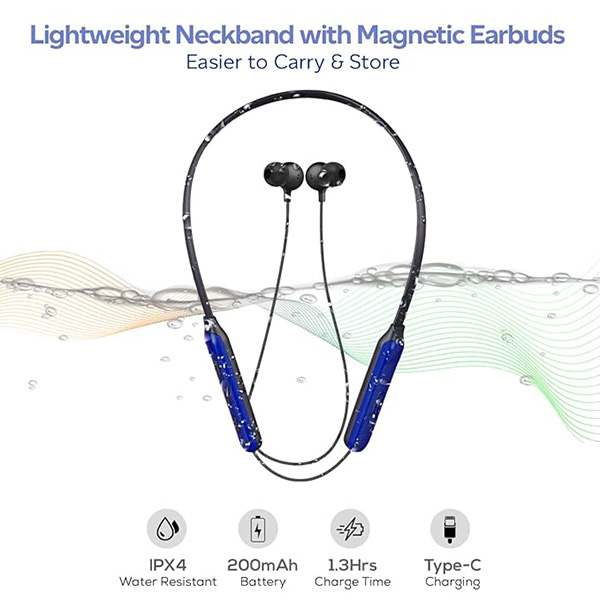 Lightweight Neckband with Magnetic Earbuds
Easier to Carry & Store
IPX4
Water Resistant
200mAh
Battery
1.3Hrs
Charge Time
Type-C
Charging